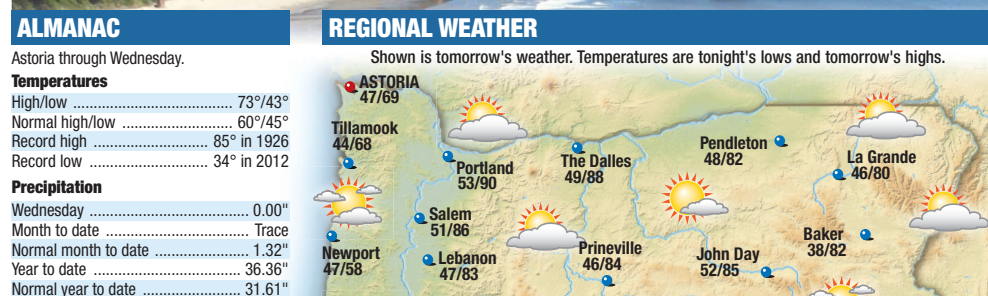 ALMANAC
Astoria through Wednesday.
Temperatures
High/low ....................................... 73°/43°
Normal high/low .................................. 60°/45°
Record high ............................ 85° in 1926
Record low ............................. 34° in 2012
Precipitation
Wednesday ....................................... 0.00"
Month to date .................................... Trace
Normal month to date ....................... 1.32"
Year to date ..................................... 36.36"
Normal year to date ........................ 31.61"
REGIONAL WEATHER
Shown is tomorrow's weather. Temperatures are tonight's lows and tomorrow's highs.
ASTORIA
47/69
Tillamook
44/68
Portland
53/90
The Dalles
49/88
Pendleton
48/82
La Grande
46/80
Salem
51/86
Newport
47/58
Lebanon
47/83
Prineville
46/84
John Day
52/85
Baker
38/82